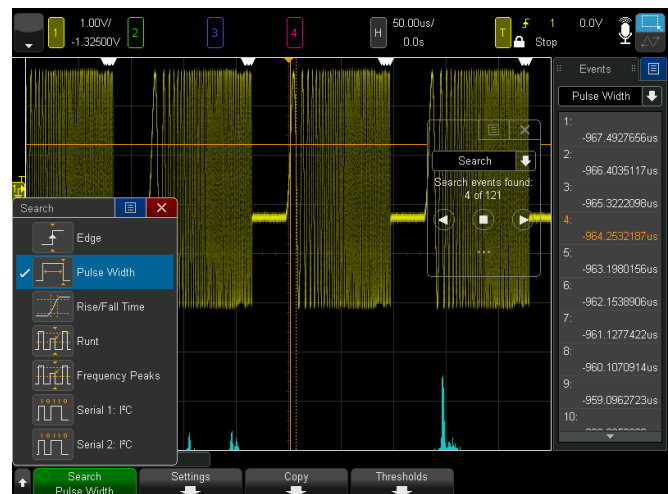 1
1.00V/
-1.32500V
2
3
4
H
50.00us/
0.0s
T
1
0.0V
Stop
Events
Pulse Width
1:
-967.4927656us
2:
-966.4035117us
3:
-965.3222098us
4:
-964.2532187us
5:
-963.1980156us
6:
-962.1538906us
7:
-961.1277422us
8:
-960.1070914us
9:
-959.0962723us
10:
Search
Search events found:
4 of 121
...
Search
Edge
Pulse Width
Rise/Fall Time
Runt
Frequency Peaks
Serial 1: I²C
Serial 2: I²C
Search
Pulse Width
Settings
Copy
Thresholds